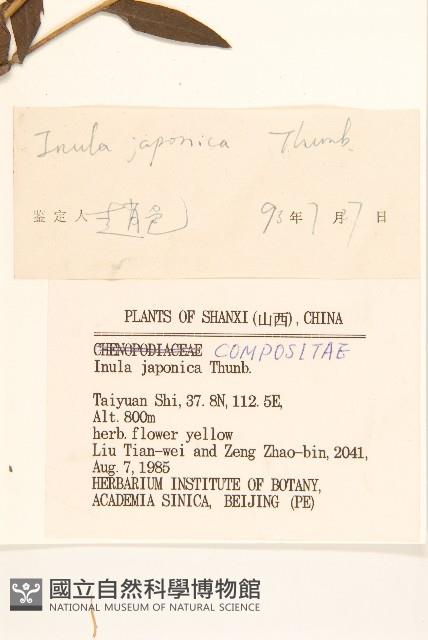 Inula japonica Thumb.
鉴定人
93年7月7日
PLANTS OF SHANXI (山西), CHINA
CHENOPODIACEAE COMPOSITAE
Inula japonica Thunb.
Taiyuan Shi, 37. 8N, 112. 5E,
Alt. 800m
herb. flower yellow
Liu Tian-wei and Zeng Zhao-bin, 2041,
Aug. 7, 1985
HERBARIUM INSTITUTE OF BOTANY,
ACADEMIA SINICA, BEIJING (PE)
國立自然科學博物館
NATIONAL MUSEUM OF NATURAL SCIENCE